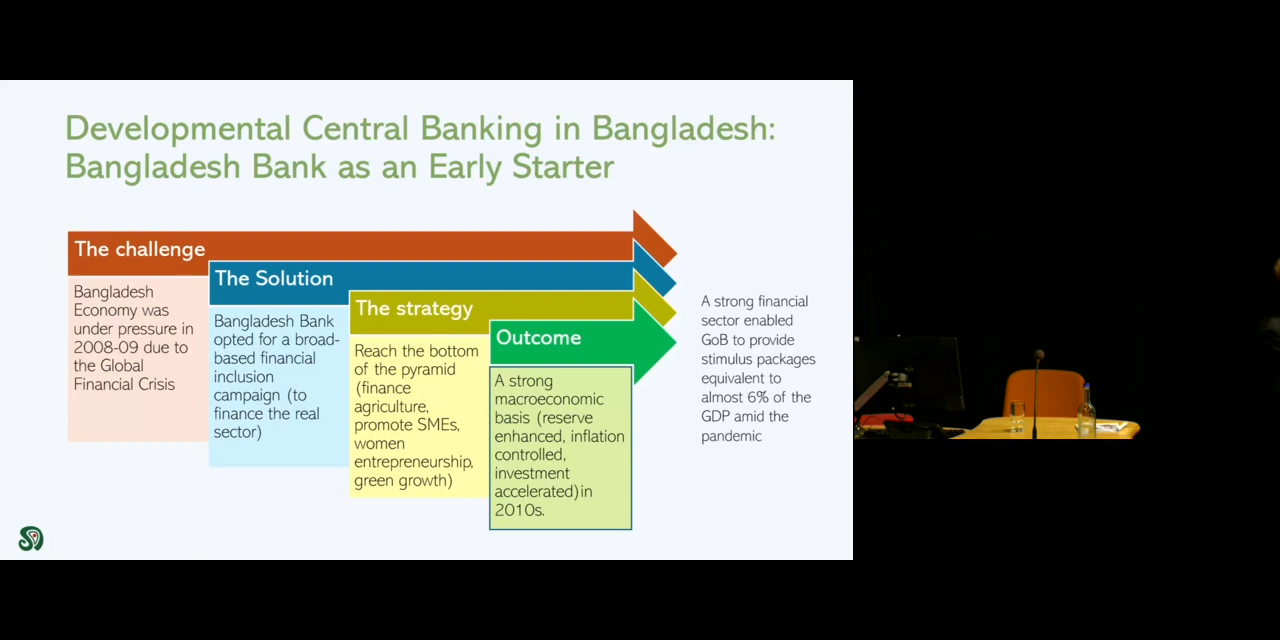 Developmental Central Banking in Bangladesh:
Bangladesh Bank as an Early Starter
The challenge
Bangladesh
Economy was
under pressure in
2008-09 due to
the Global
Financial Crisis
The Solution
Bangladesh Bank
opted for a broad-
based financial
inclusion
campaign (to
finance the real
sector)
The strategy
Reach the bottom
of the pyramid
(finance
agriculture,
promote SMEs,
women
entrepreneurship,
green growth)
Outcome
A strong
macroeconomic
basis (reserve
enhanced, inflation
controlled,
investment
accelerated)in
2010s.
A strong financial
sector enabled
GoB to provide
stimulus packages
equivalent to
almost 6% of the
GDP amid the
pandemic